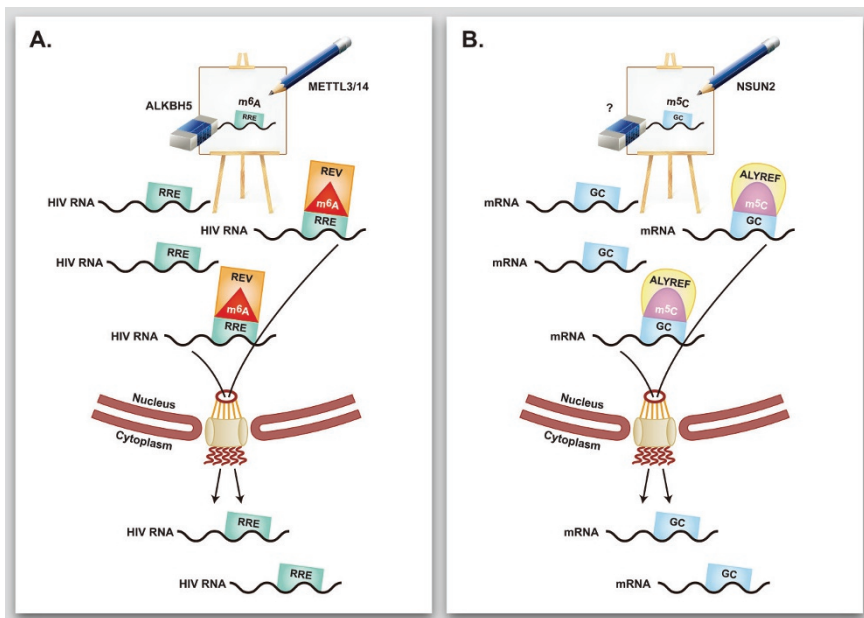 A.
METTL3/14
m6A
ALKBH5
RRE
REV
m6A
RRE
HIV RNA
RRE
HIV RNA
HIV RNA
RRE
REV
m6A
RRE
HIV RNA
Nucleus
Cytoplasm
HIV RNA
RRE
HIV RNA
RRE
B.
NSUN2
m5C
?
GC
ALYREF
m5C
GC
mRNA
GC
mRNA
mRNA
GC
ALYREF
m5C
GC
mRNA
Nucleus
Cytoplasm
mRNA
GC
mRNA
GC